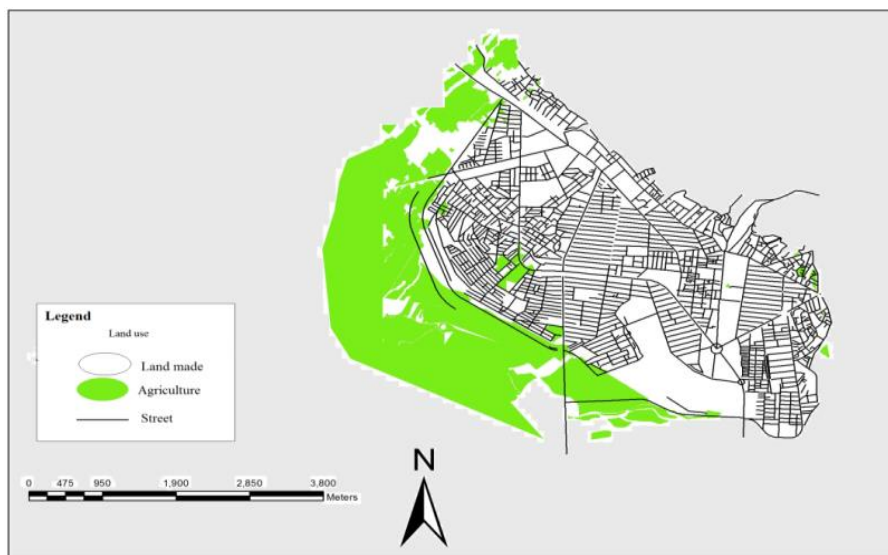 Legend
Land use
Land made
Agriculture
Street
0 475 950 1,900 2,850 3,800
Meters
N